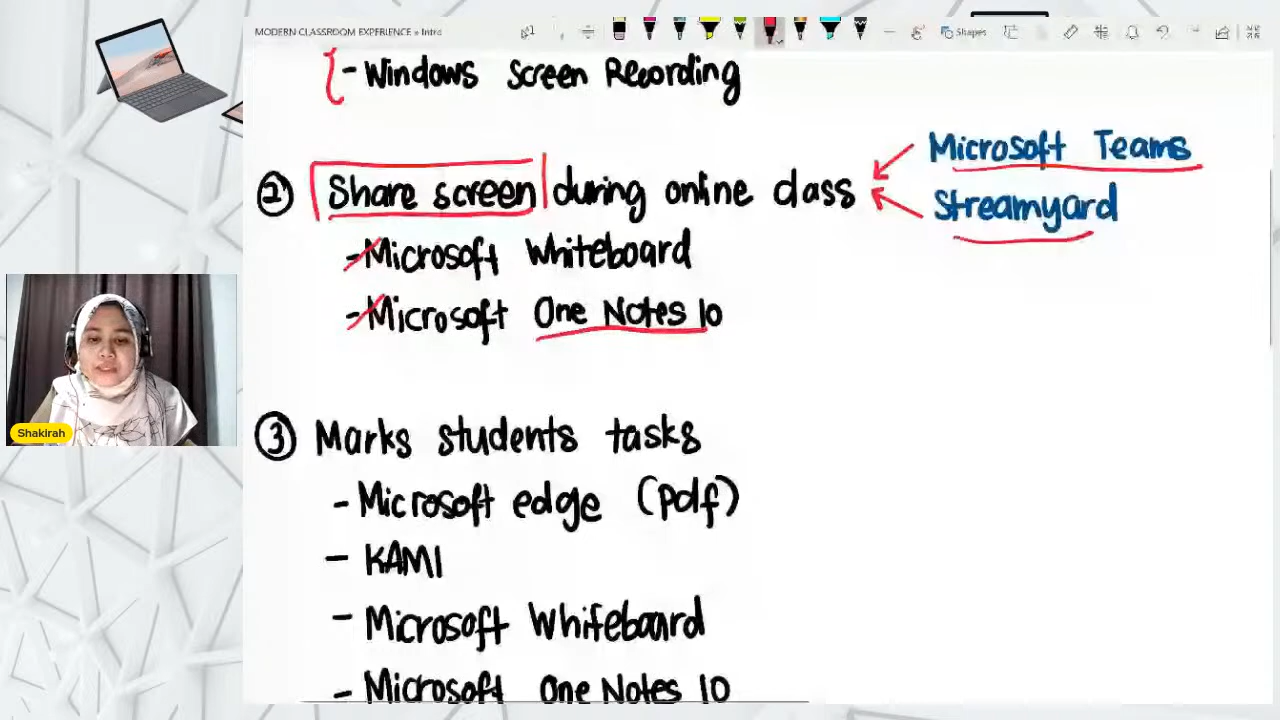 MODERN CLASSROOM EXPERIENCE » Intro
Shapes
- Windows Screen Recording
② Share screen during online class
Microsoft Teams
Streamyard
- Microsoft Whiteboard
- Microsoft One Notes 10
Shakirah
③ Marks students tasks
- Microsoft edge (pdf)
- KAMI
- Microsoft Whiteboard
- Microsoft One Notes 10